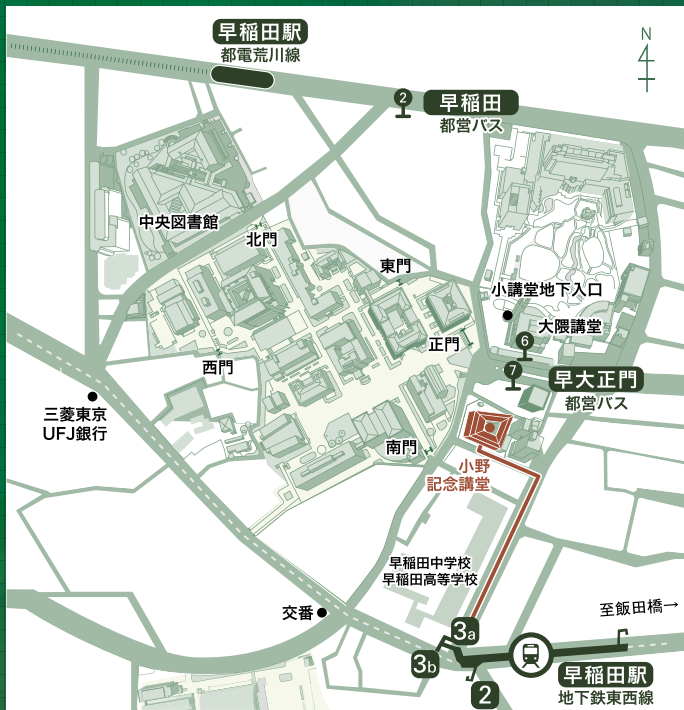 早稲田駅
都電荒川線
N
2
早稲田
都営バス
中央図書館
北門
東門
小講堂地下入口
大隈講堂
6
正門
西門
7
早大正門
都営バス
三菱東京
UFJ銀行
南門
小野
記念講堂
早稲田中学校
早稲田高等学校
交番
至飯田橋→
3a
3b
2
早稲田駅
地下鉄東西線